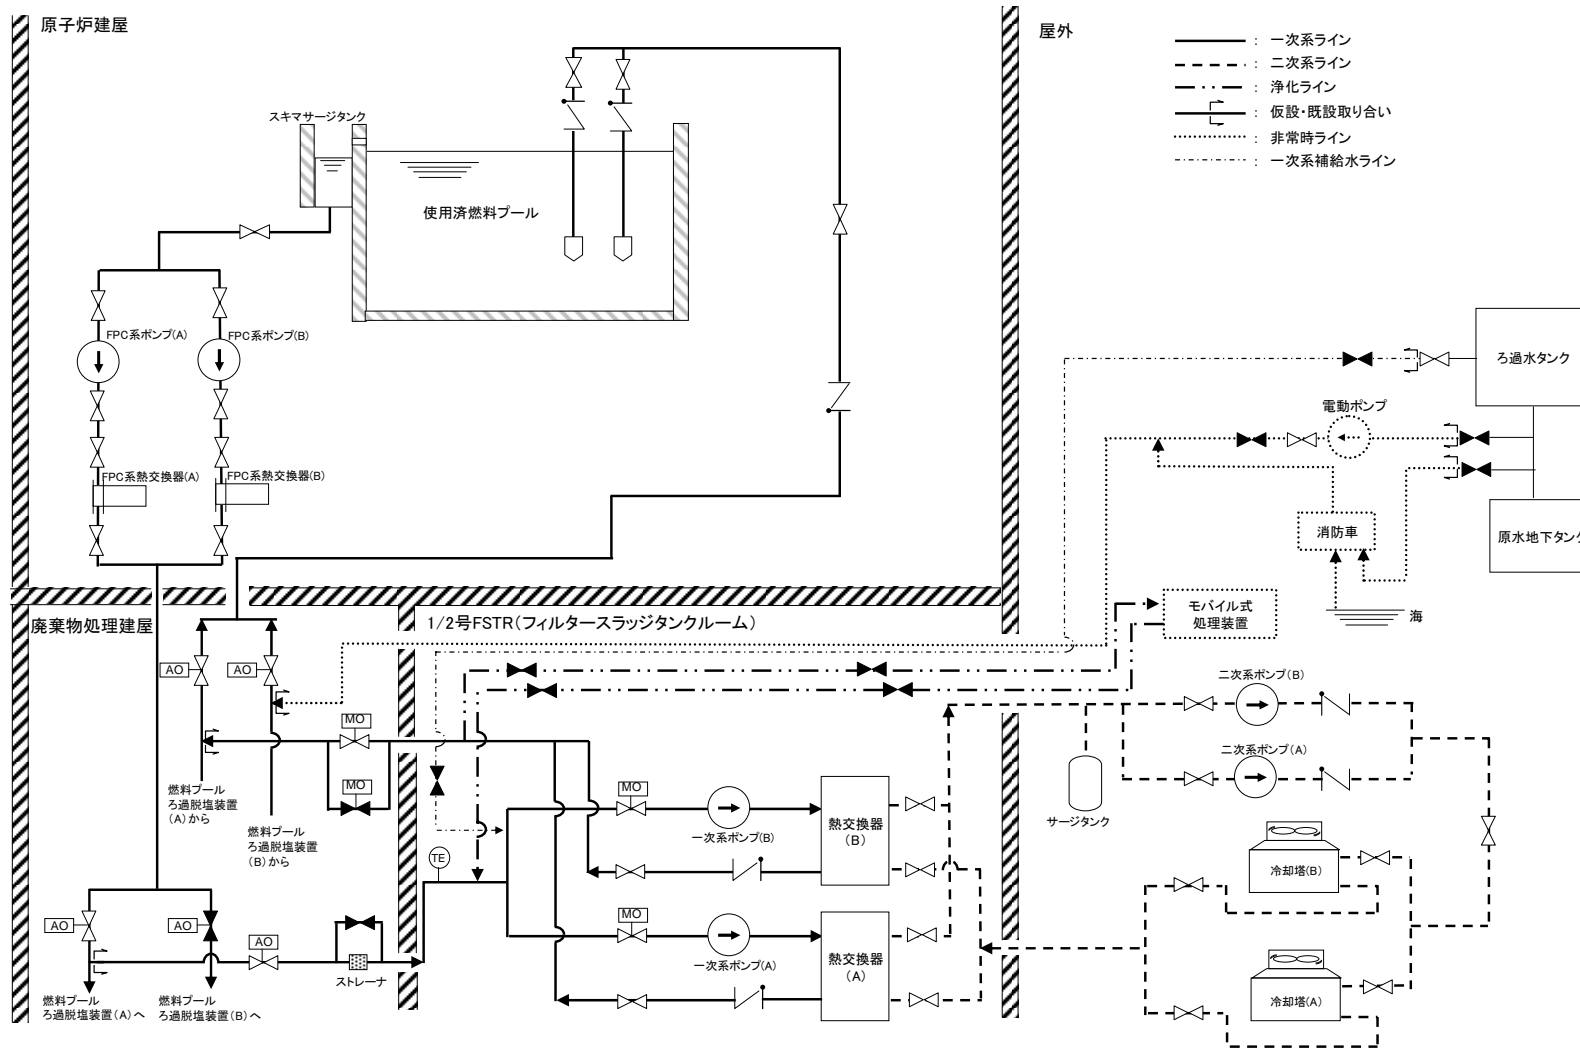 原子炉建屋
屋外
: 一次系ライン
: 二次系ライン
: 浄化ライン
: 仮設・既設取り合い
: 非常時ライン
: 一次系補給水ライン
スキマサージタンク
使用済燃料プール
FPC系ポンプ(A)
FPC系ポンプ(B)
FPC系熱交換器(A)
FPC系熱交換器(B)
ろ過水タンク
電動ポンプ
消防車
原水地下タンク
海
モバイル式
処理装置
廃棄物処理建屋
1/2号FSTR(フィルタースラッジタンクルーム)
AO
AO
MO
MO
燃料プール
ろ過脱塩装置
(A)から
燃料プール
ろ過脱塩装置
(B)から
TE
MO
一次系ポンプ(B)
熱交換器
(B)
MO
一次系ポンプ(A)
熱交換器
(A)
二次系ポンプ(B)
二次系ポンプ(A)
サージタンク
冷却塔(B)
冷却塔(A)
AO
AO
AO
ストレーナ
燃料プール
ろ過脱塩装置(A)へ
燃料プール
ろ過脱塩装置(B)へ